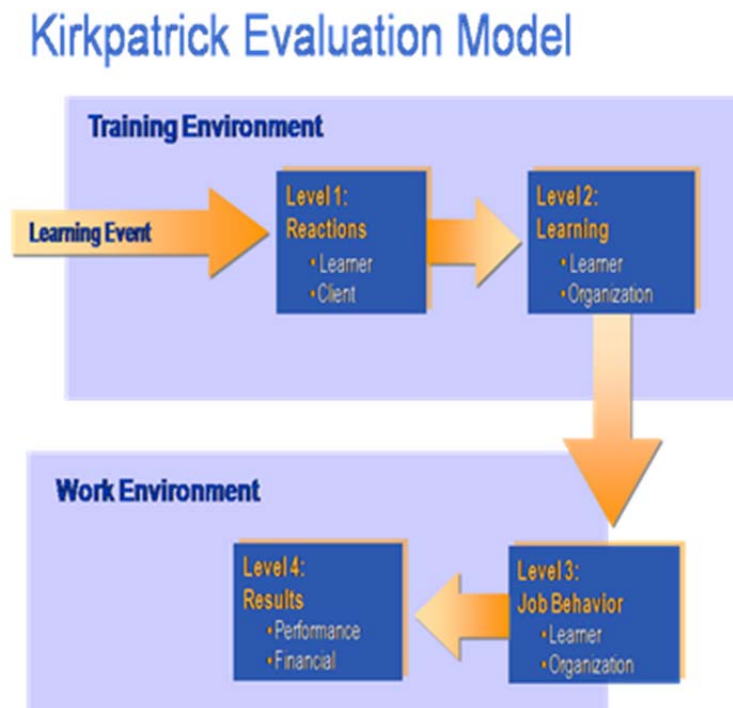 Kirkpatrick Evaluation Model
Training Environment
Learning Event
Level 1:
Reactions
• Learner
• Client
Level 2:
Learning
• Learner
• Organization
Work Environment
Level 3:
Job Behavior
• Learner
• Organization
Level 4:
Results
• Performance
• Financial